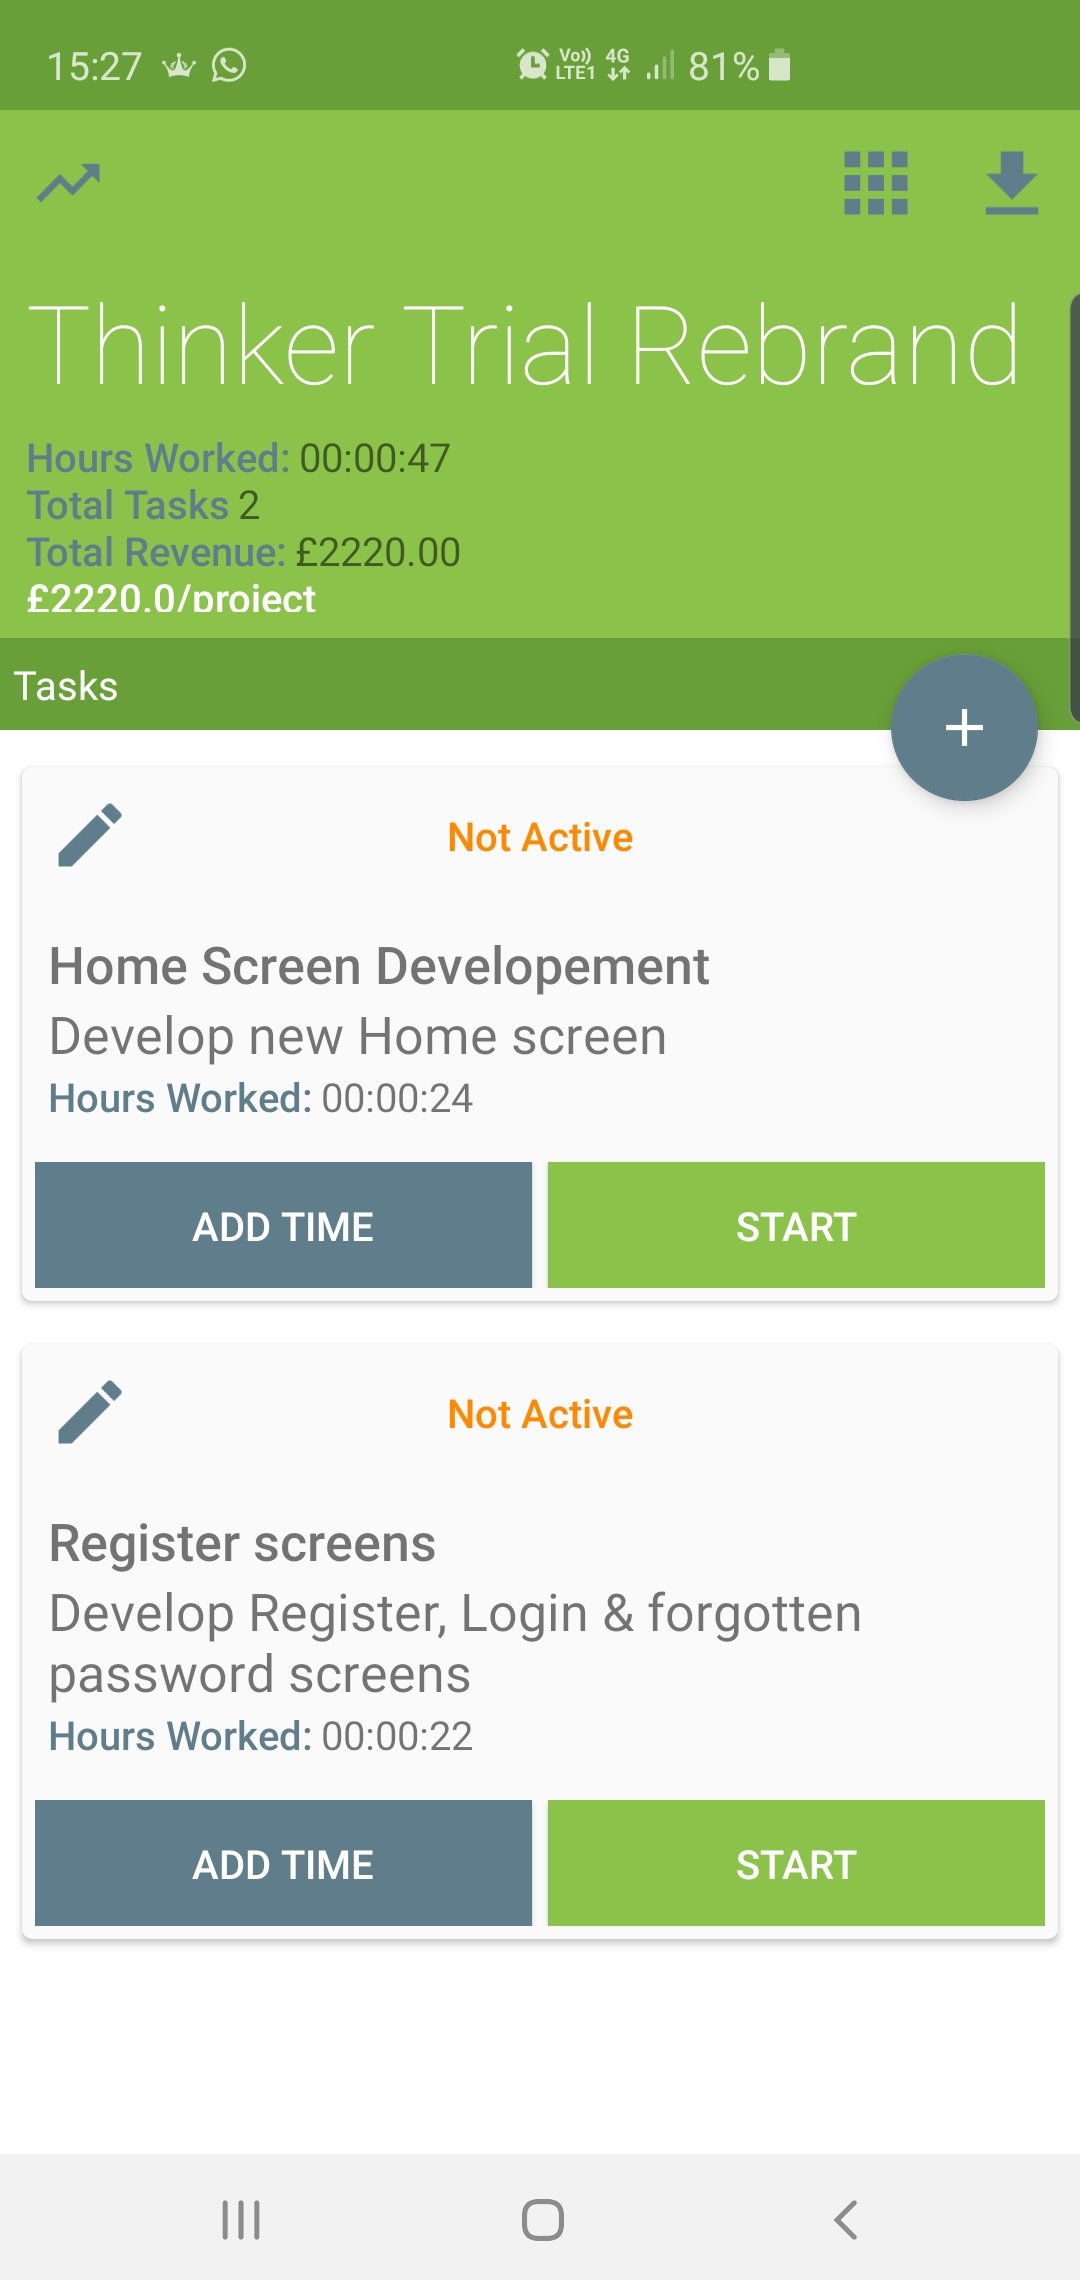 15:27 Vo)) LTE1 4G 81%
Thinker Trial Rebrand
Hours Worked: 00:00:47
Total Tasks 2
Total Revenue: £2220.00
£2220.0/project
Tasks
+
Not Active
Home Screen Developement
Develop new Home screen
Hours Worked: 00:00:24
ADD TIME START
Not Active
Register screens
Develop Register, Login & forgotten
password screens
Hours Worked: 00:00:22
ADD TIME START